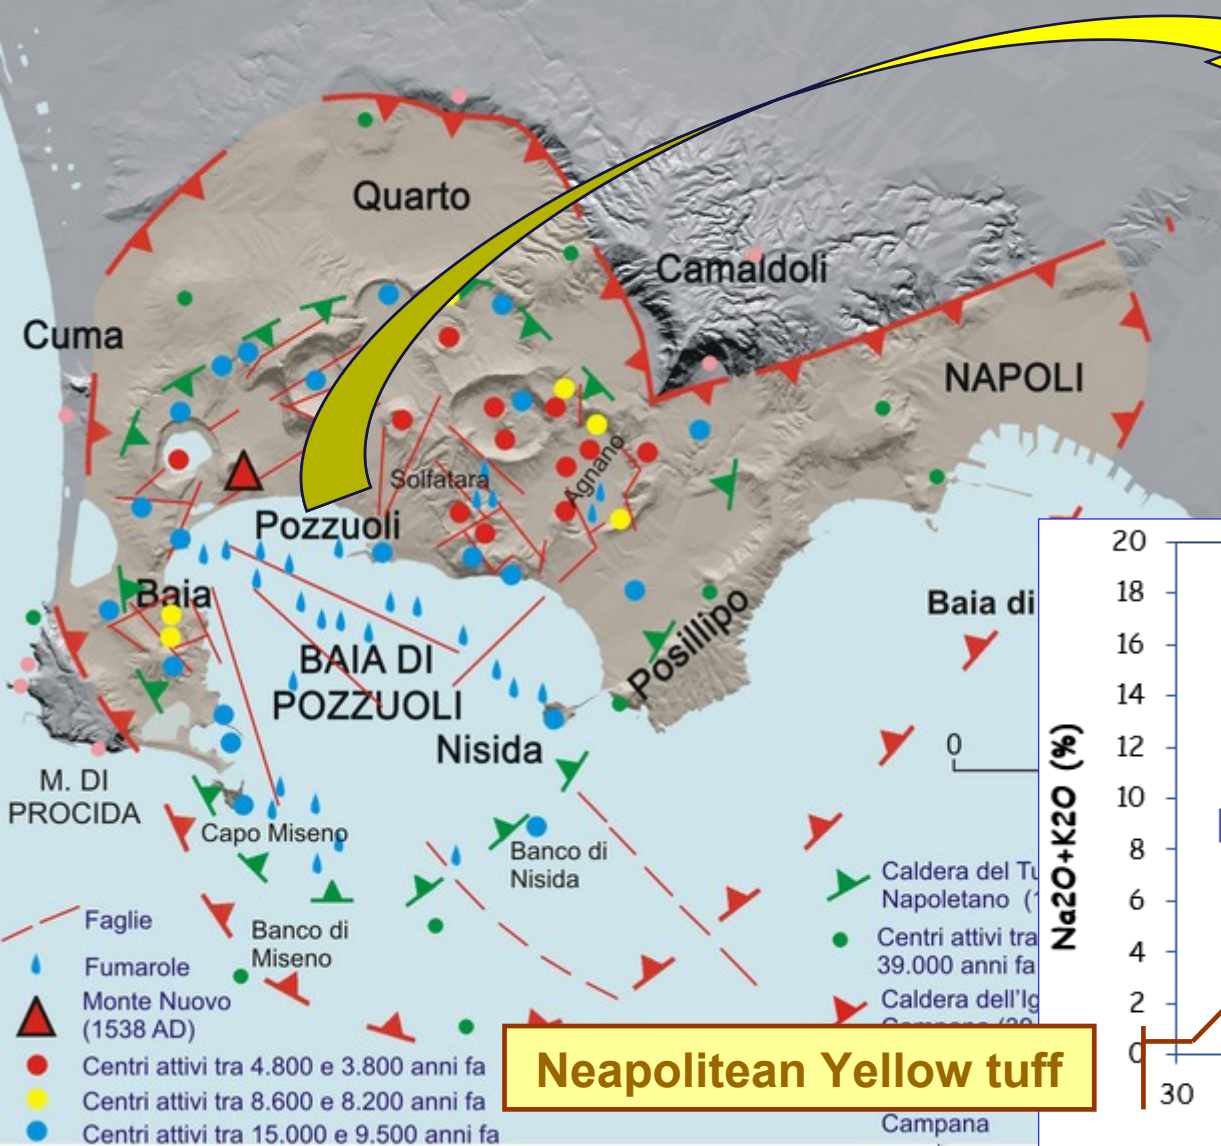 Quarto
Camaldoli
Cuma
NAPOLI
Solfatara
Agnano
Pozzuoli
Baia
BAIA DI
POZZUOLI
Posillipo
Nisida
Baia di
0
M. DI
PROCIDA
Capo Miseno
Banco di
Nisida
Banco di
Miseno
Faglie
Fumarole
Monte Nuovo
(1538 AD)
Centri attivi tra 4.800 e 3.800 anni fa
Centri attivi tra 8.600 e 8.200 anni fa
Centri attivi tra 15.000 e 9.500 anni fa
Caldera del
Napoletano
Centri attivi tra
39.000 anni fa
Caldera
Campana
Neapolitean Yellow tuff
Na2O+K2O (%)
20
18
16
14
12
10
8
6
4
2
0
30